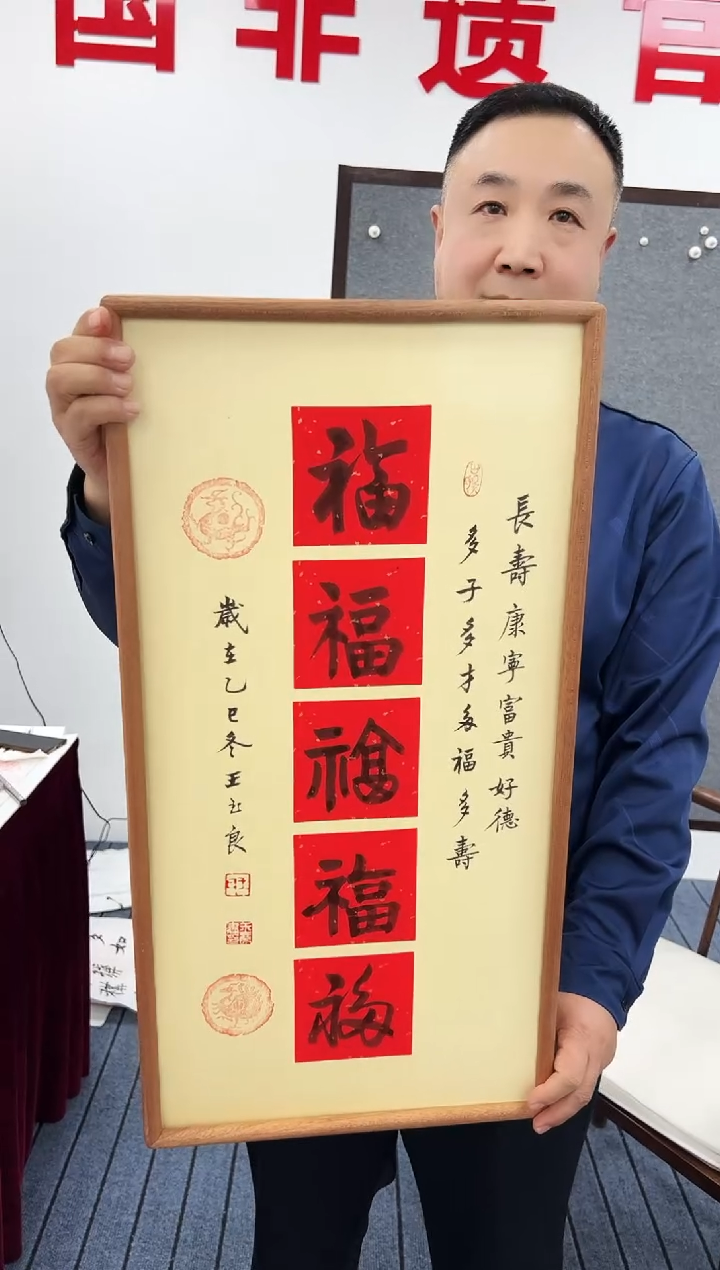 国非遗官
福
福
福
福
福
長壽康寧富貴好德
多子多才多福多壽
歲在乙巳冬王立良